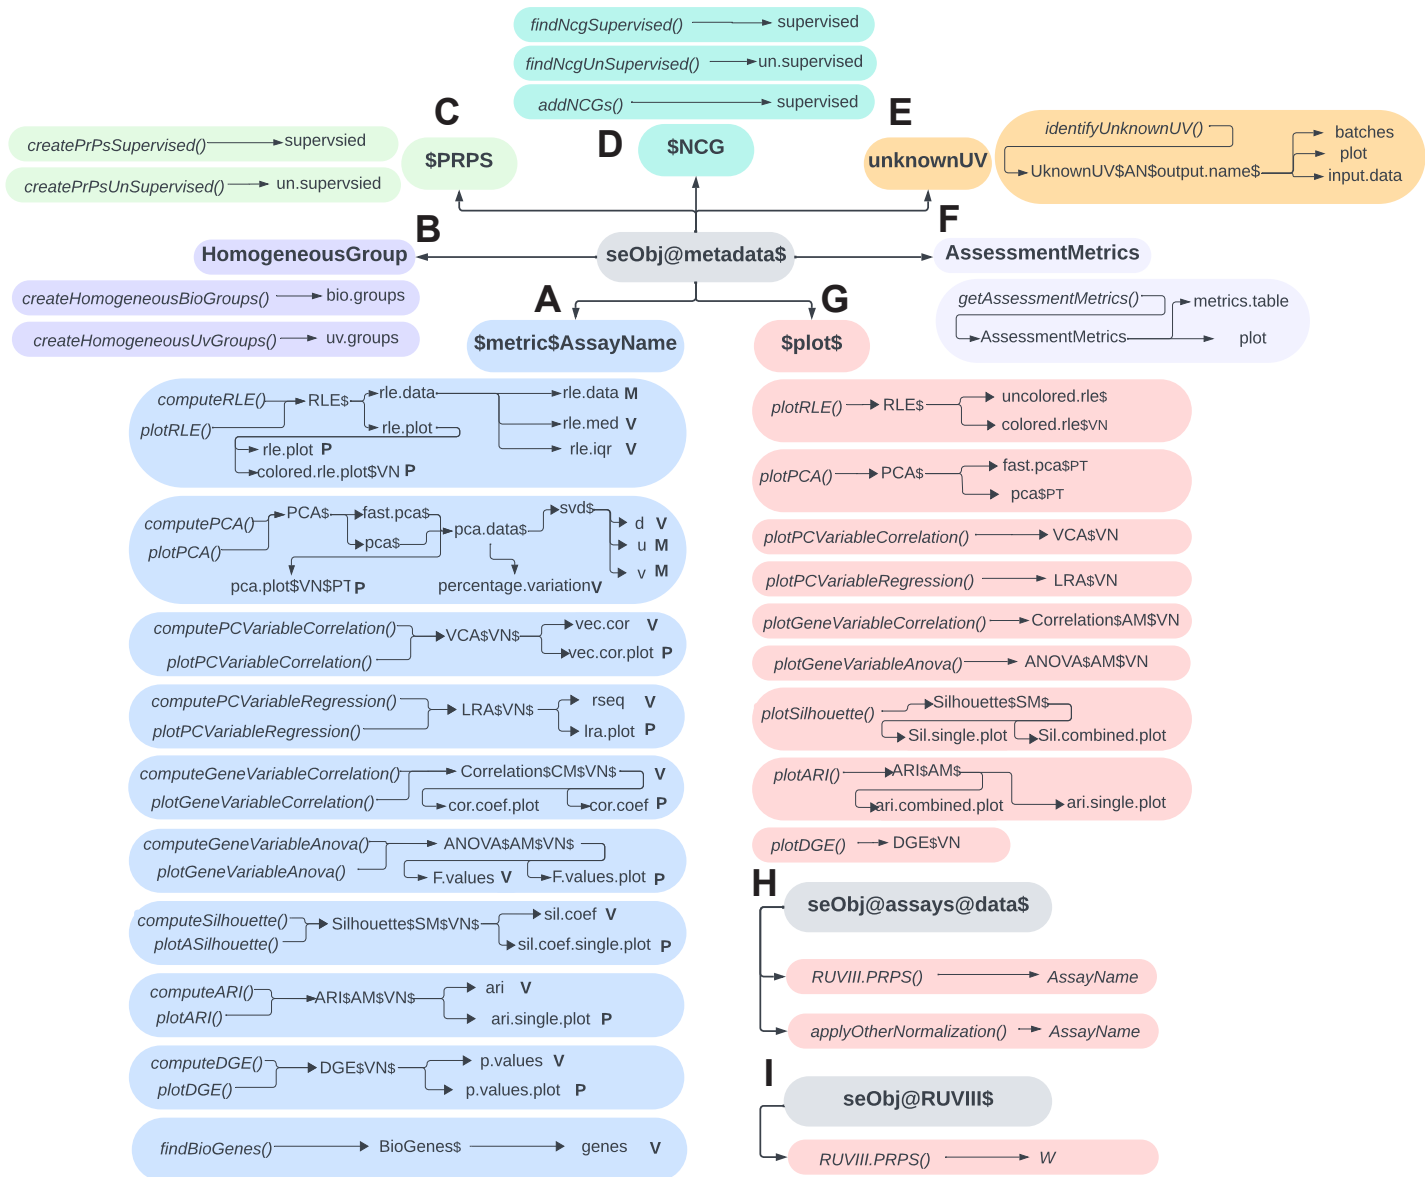 findNcgSupervised() supervised
findNcgUnSupervised() un.supervised
addNCGs() supervised
C
D
E
$PRPS
$NCG
unknownUV
createPrPsSupervised() supervsied
createPrPsUnSupervised() un.supervsied
identifyUnknownUV()
UknownUV$AN$output.name$
batches
plot
input.data
B
HomogeneousGroup
seObj@metadata$
F
AssessmentMetrics
createHomogeneousBioGroups() bio.groups
createHomogeneousUvGroups() uv.groups
getAssessmentMetrics()
AssessmentMetrics
metrics.table
plot
A
$metric$AssayName
computeRLE()
plotRLE()
RLE$
rle.data
rle.plot
rle.data M
rle.med V
rle.iqr V
rle.plot P
colored.rle.plot$VN P
computePCA()
plotPCA()
PCA$
fast.pca$
pca$
pca.data$
svd$
d V
u M
v M
pca.plot$VN$PT P
percentage.variation V
computePCVariableCorrelation()
plotPCVariableCorrelation()
VCA$VN$
vec.cor V
vec.cor.plot P
computePCVariableRegression()
plotPCVariableRegression()
LRA$VN$
rseq V
lra.plot P
computeGeneVariableCorrelation()
plotGeneVariableCorrelation()
Correlation$CM$VN$ V
cor.coef.plot
cor.coef P
computeGeneVariableAnova()
plotGeneVariableAnova()
ANOVA$AM$VN$
F.values V
F.values.plot P
computeSilhouette()
plotASilhouette()
Silhouette$SM$VN$
sil.coef V
sil.coef.single.plot P
computeARI()
plotARI()
ARI$AM$VN$
ari V
ari.single.plot P
computeDGE()
plotDGE()
DGE$VN$
p.values V
p.values.plot P
findBioGenes() BioGenes$ genes V
G
$plot$
plotRLE() RLE$
uncolored.rle$
colored.rle$VN
plotPCA() PCA$
fast.pca$PT
pca$PT
plotPCVariableCorrelation() VCA$VN
plotPCVariableRegression() LRA$VN
plotGeneVariableCorrelation() Correlation$AM$VN
plotGeneVariableAnova() ANOVA$AM$VN
plotSilhouette() Silhouette$SM$
Sil.single.plot
Sil.combined.plot
plotARI() ARI$AM$
ari.combined.plot
ari.single.plot
plotDGE() DGE$VN
H
seObj@assays@data$
RUVIII.PRPS() AssayName
applyOtherNormalization() AssayName
I
seObj@RUVIII$
RUVIII.PRPS() W